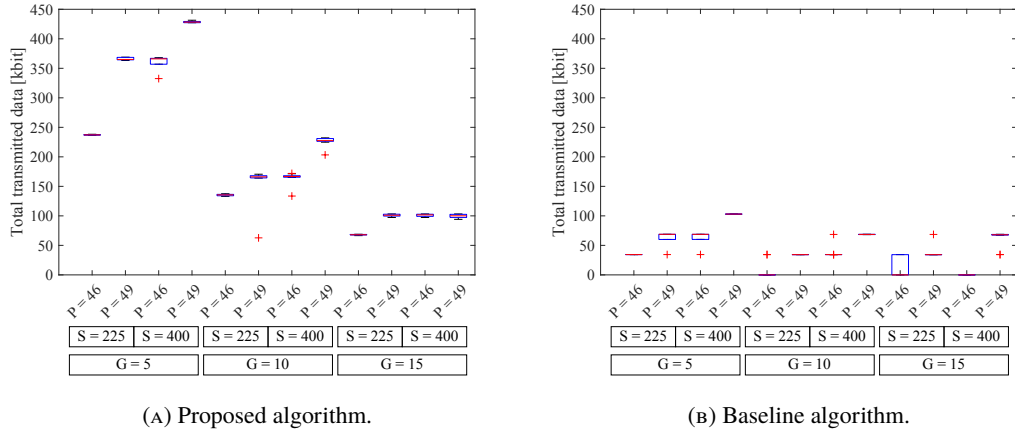 Total transmitted data [kbit]
450
400
350
300
250
200
150
100
50
0
P = 46
P = 49
P = 46
P = 49
P = 46
P = 49
P = 46
P = 49
P = 46
P = 49
P = 46
P = 49
S = 225 S = 400 S = 225 S = 400 S = 225 S = 400
G = 5 G = 10 G = 15
(A) Proposed algorithm.
Total transmitted data [kbit]
450
400
350
300
250
200
150
100
50
0
P = 46
P = 49
P = 46
P = 49
P = 46
P = 49
P = 46
P = 49
P = 46
P = 49
P = 46
P = 49
S = 225 S = 400 S = 225 S = 400 S = 225 S = 400
G = 5 G = 10 G = 15
(B) Baseline algorithm.